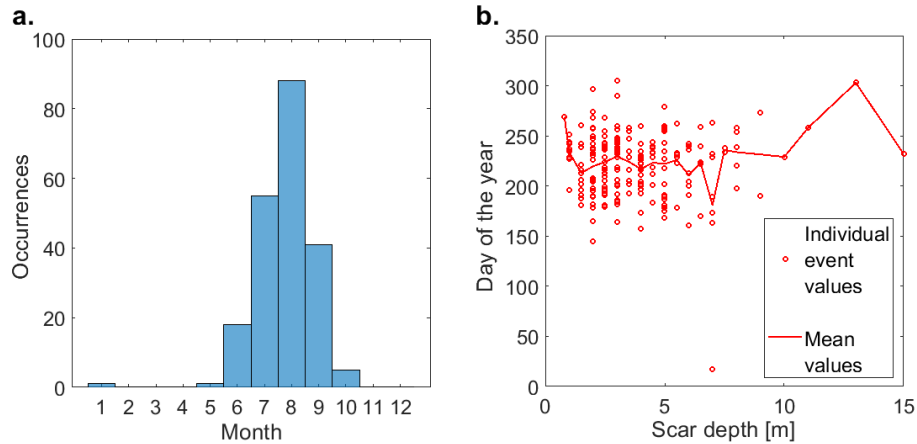 a.
100
80
60
40
20
0
Occurrences
1 2 3 4 5 6 7 8 9 10 11 12
Month
b.
350
300
250
200
150
100
50
0
Day of the year
0 5 10 15
Scar depth [m]
Individual
event
values
Mean
values